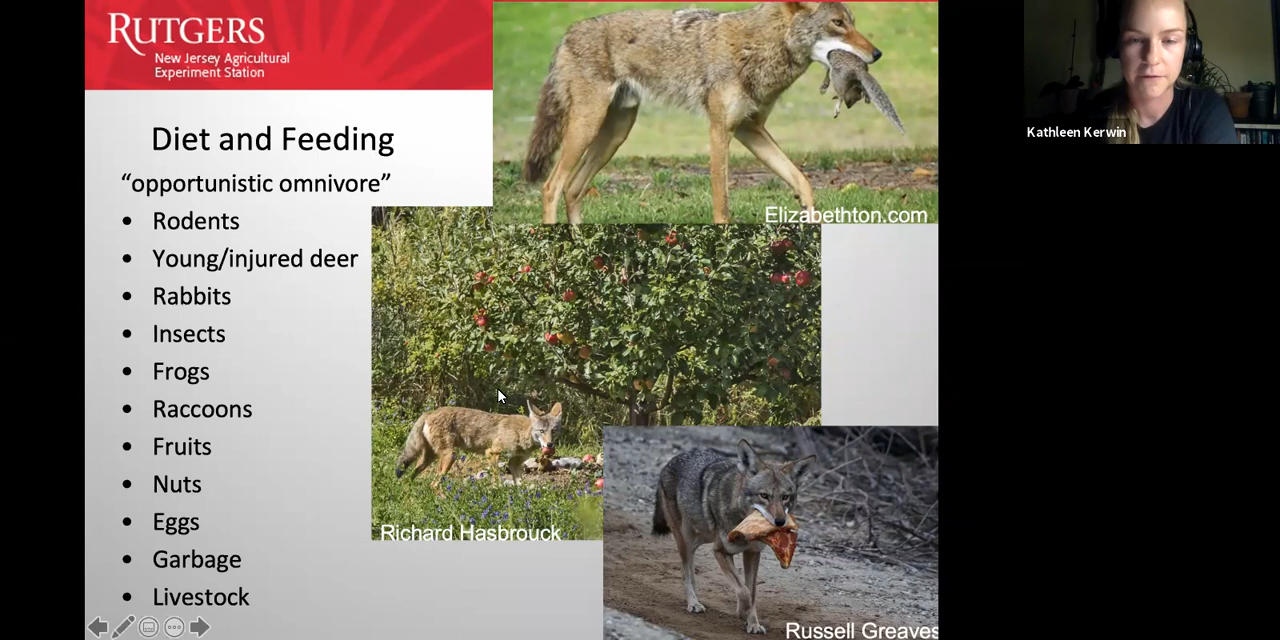 RUTGERS
New Jersey Agricultural
Experiment Station
Diet and Feeding
“opportunistic omnivore”
• Rodents
• Young/injured deer
• Rabbits
• Insects
• Frogs
• Raccoons
• Fruits
• Nuts
• Eggs
• Garbage
• Livestock
Elizabethton.com
Richard Hasbrouck
Russell Greaves
Kathleen Kerwin